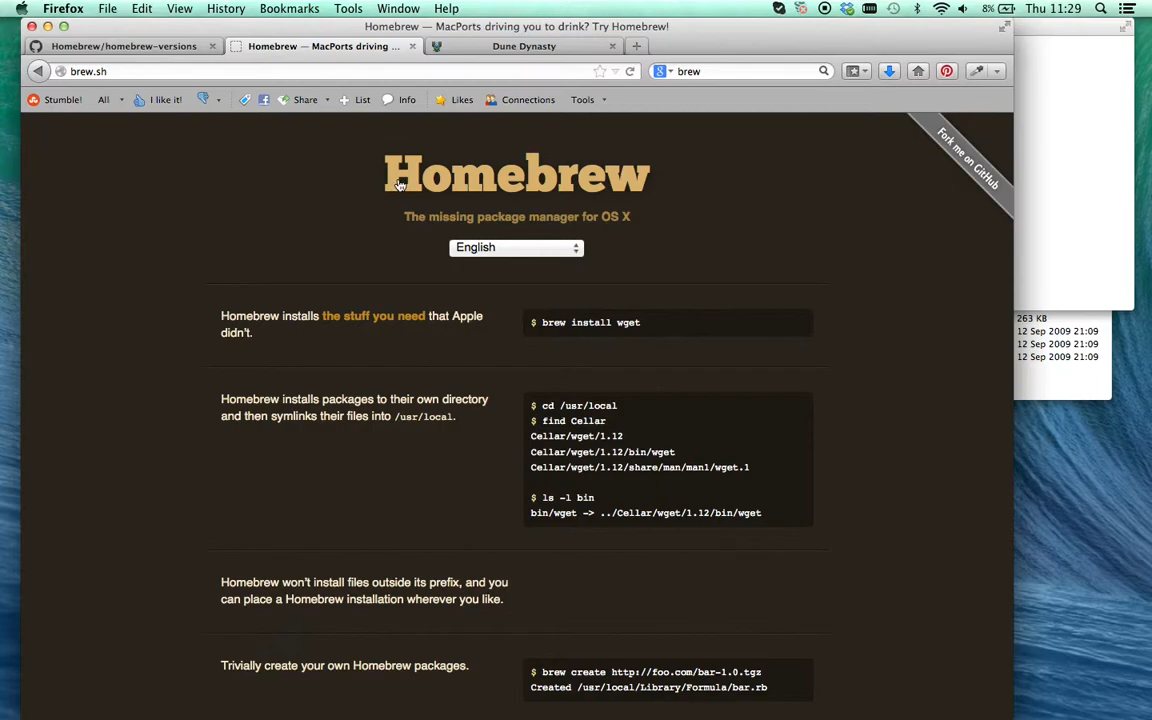 Firefox File Edit View History Bookmarks Tools Window Help 8% Thu 11:29
Homebrew — MacPorts driving you to drink? Try Homebrew!
Homebrew/homebrew-versions Homebrew — MacPorts driving ... Dune Dynasty
brew.sh brew
Stumble! All I like it! Share List Info Likes Connections Tools
Fork me on GitHub
Homebrew
The missing package manager for OS X
English
Homebrew installs the stuff you need that Apple
didn't.
$ brew install wget
263 KB
12 Sep 2009 21:09
12 Sep 2009 21:09
12 Sep 2009 21:09
Homebrew installs packages to their own directory
and then symlinks their files into /usr/local.
$ cd /usr/local
$ find Cellar
Cellar/wget/1.12
Cellar/wget/1.12/bin/wget
Cellar/wget/1.12/share/man/man1/wget.1
$ ls -l bin
bin/wget -> ../Cellar/wget/1.12/bin/wget
Homebrew won't install files outside its prefix, and you
can place a Homebrew installation wherever you like.
Trivially create your own Homebrew packages.
$ brew create http://foo.com/bar-1.0.tgz
Created /usr/local/Library/Formula/bar.rb